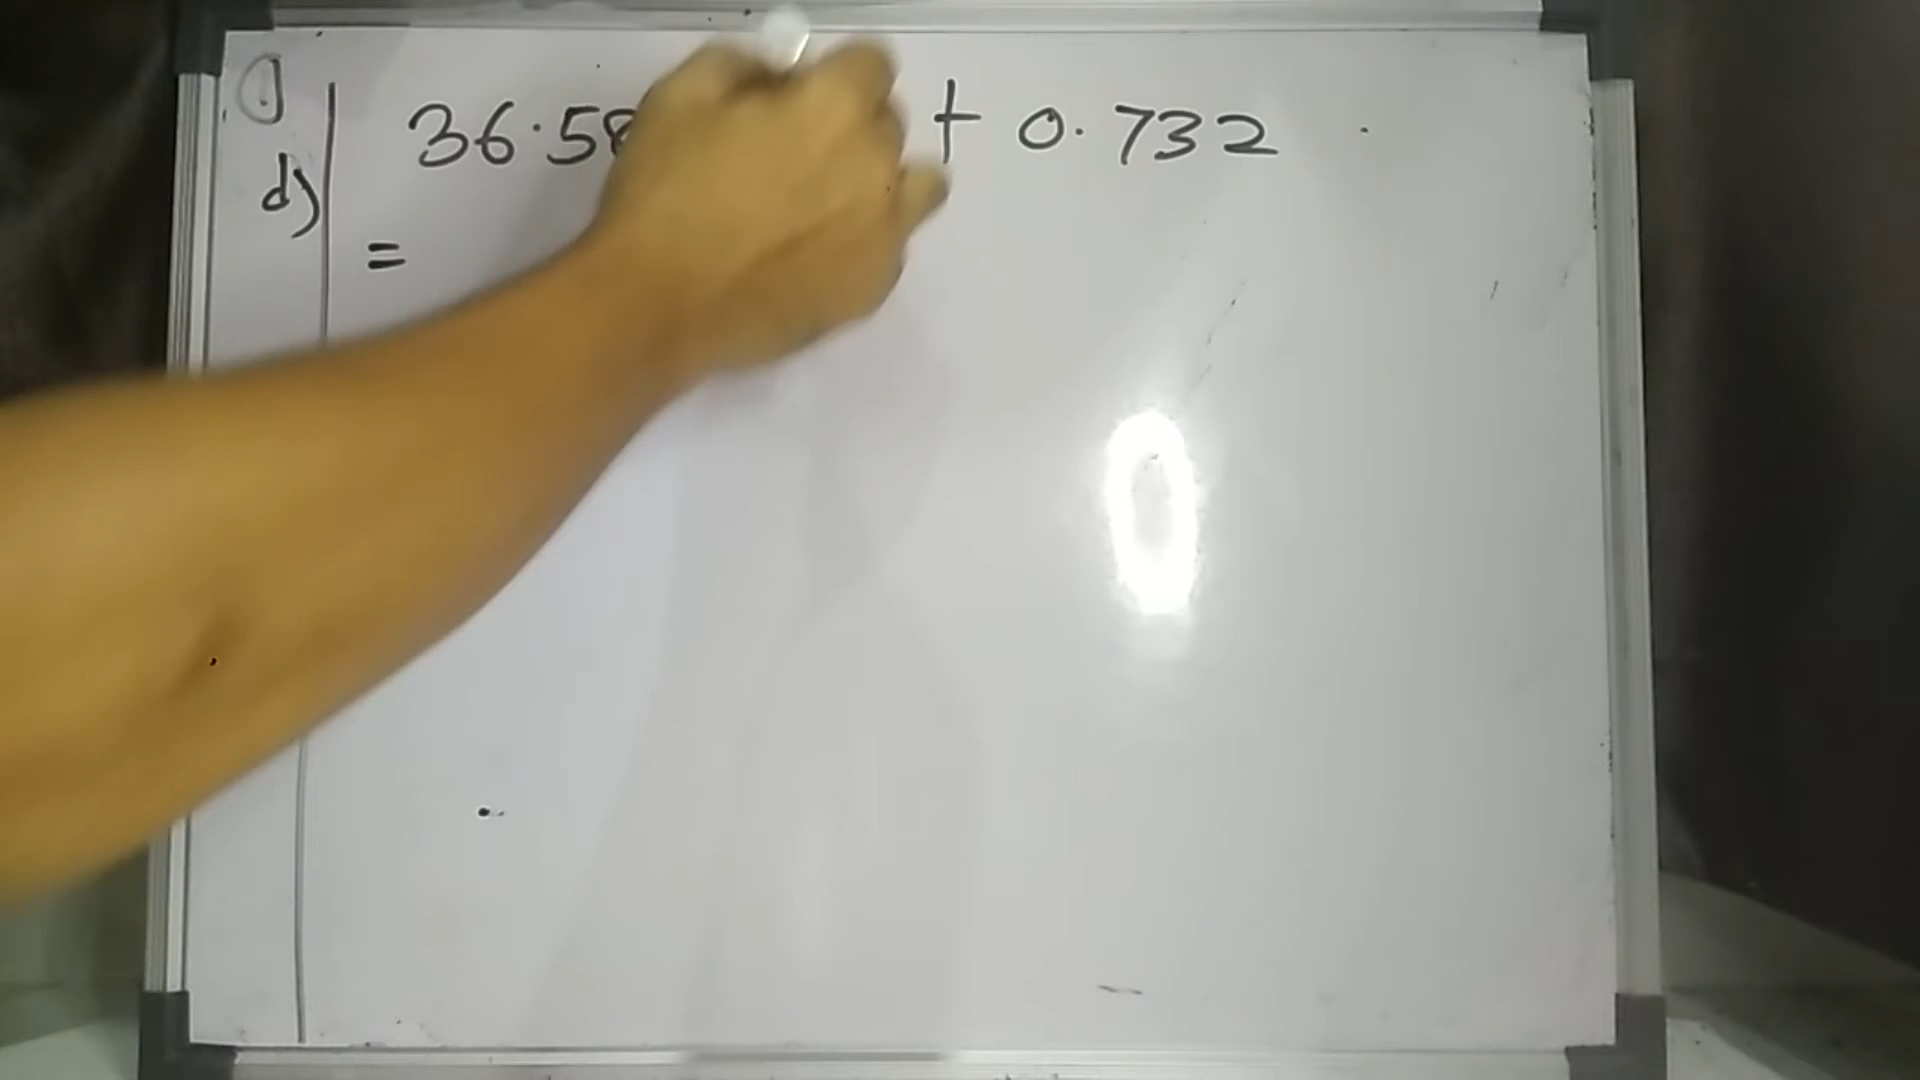 1)
36.58 + 0.732
d)
=